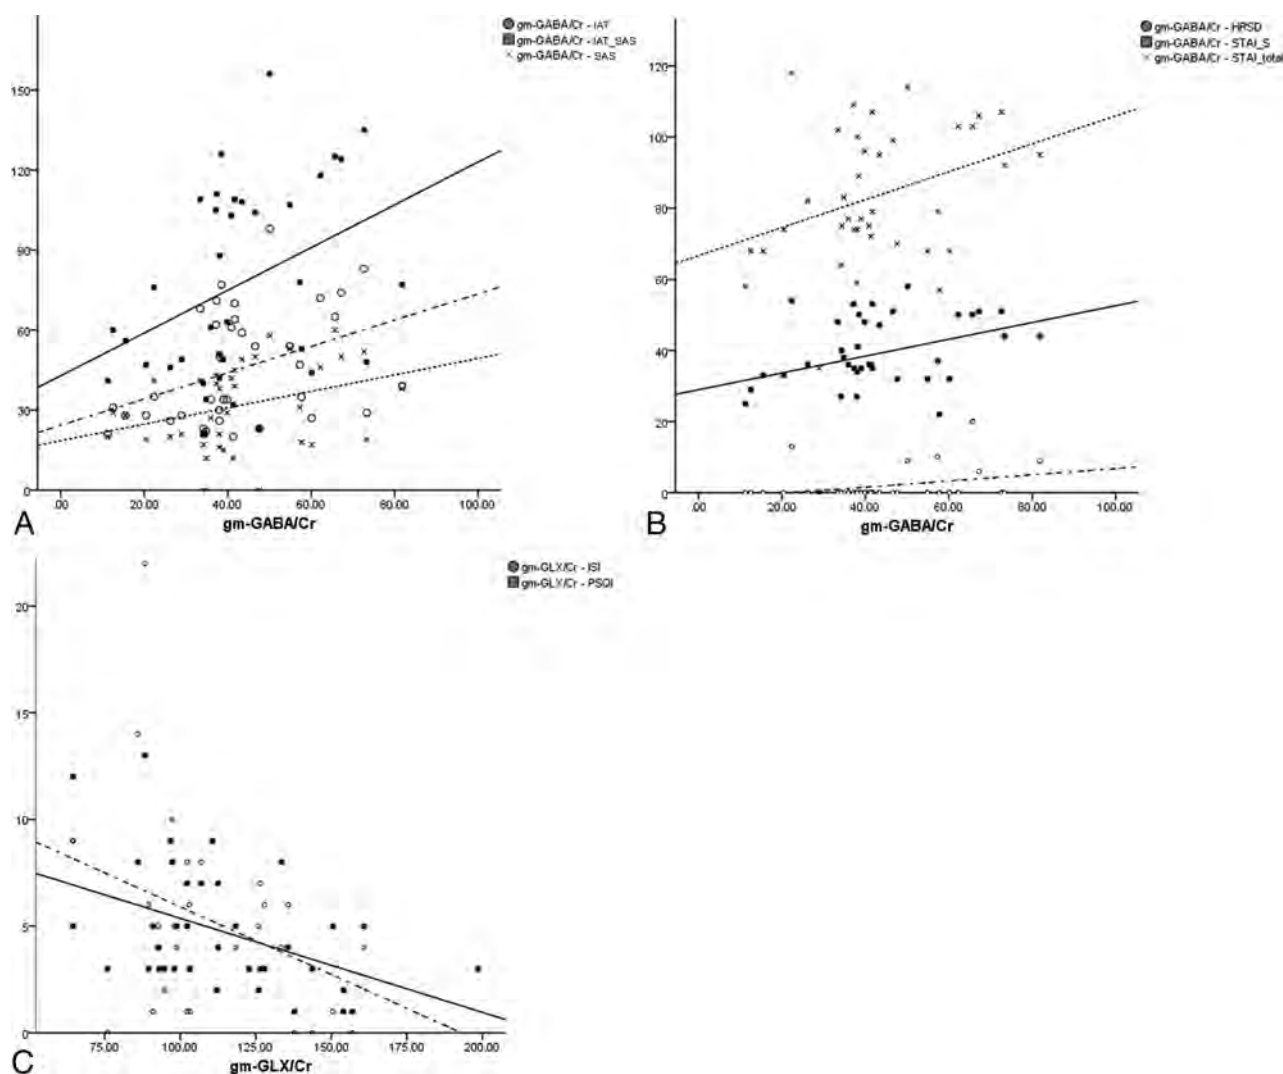 gm-GABA/Cr - IAT
gm-GABA/Cr - IAT_SAS
gm-GABA/Cr - SAS
150
120
90
60
30
0
.00 20.00 40.00 60.00 80.00 100.00
A
gm-GABA/Cr
gm-GABA/Cr - HRSD
gm-GABA/Cr - STAI_S
gm-GABA/Cr - STAI_total
120
100
80
60
40
20
0
.00 20.00 40.00 60.00 80.00 100.00
B
gm-GABA/Cr
gm-GLX/Cr - ISI
gm-GLX/Cr - PSQI
20
15
10
5
0
75.00 100.00 125.00 150.00 175.00 200.00
C
gm-GLX/Cr